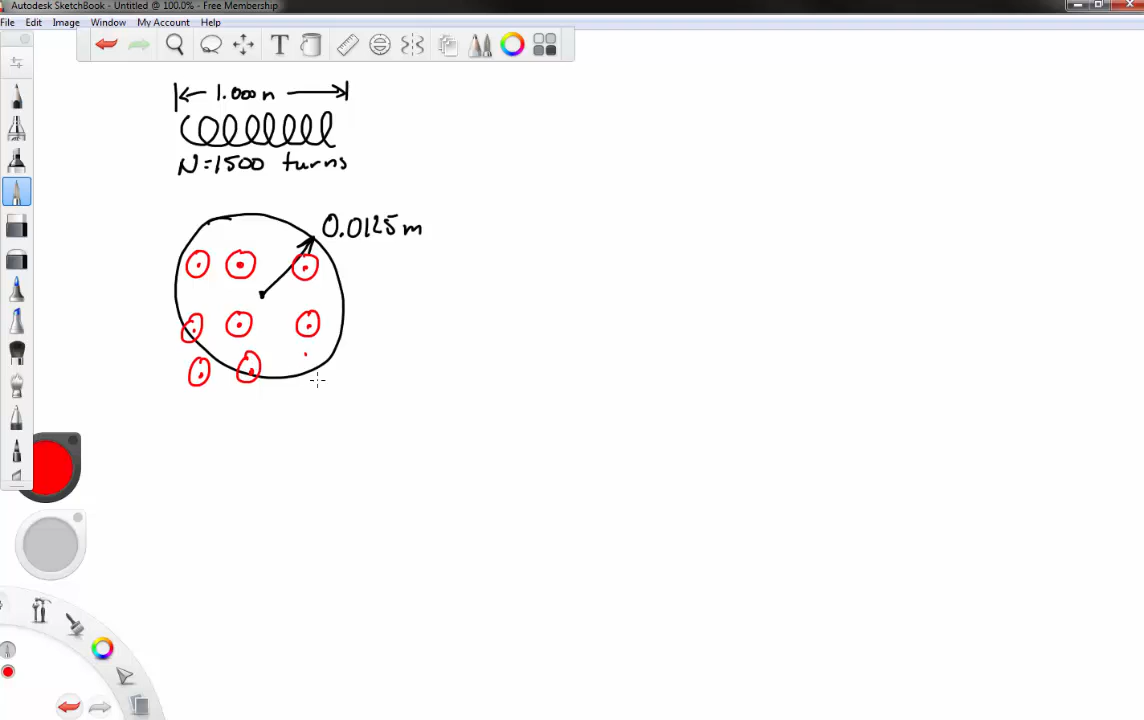 Autodesk SketchBook - Untitled @ 100.0% - Free Membership
File Edit Image Window My Account Help
T
1.000 m
N=1500 turns
0.0125 m